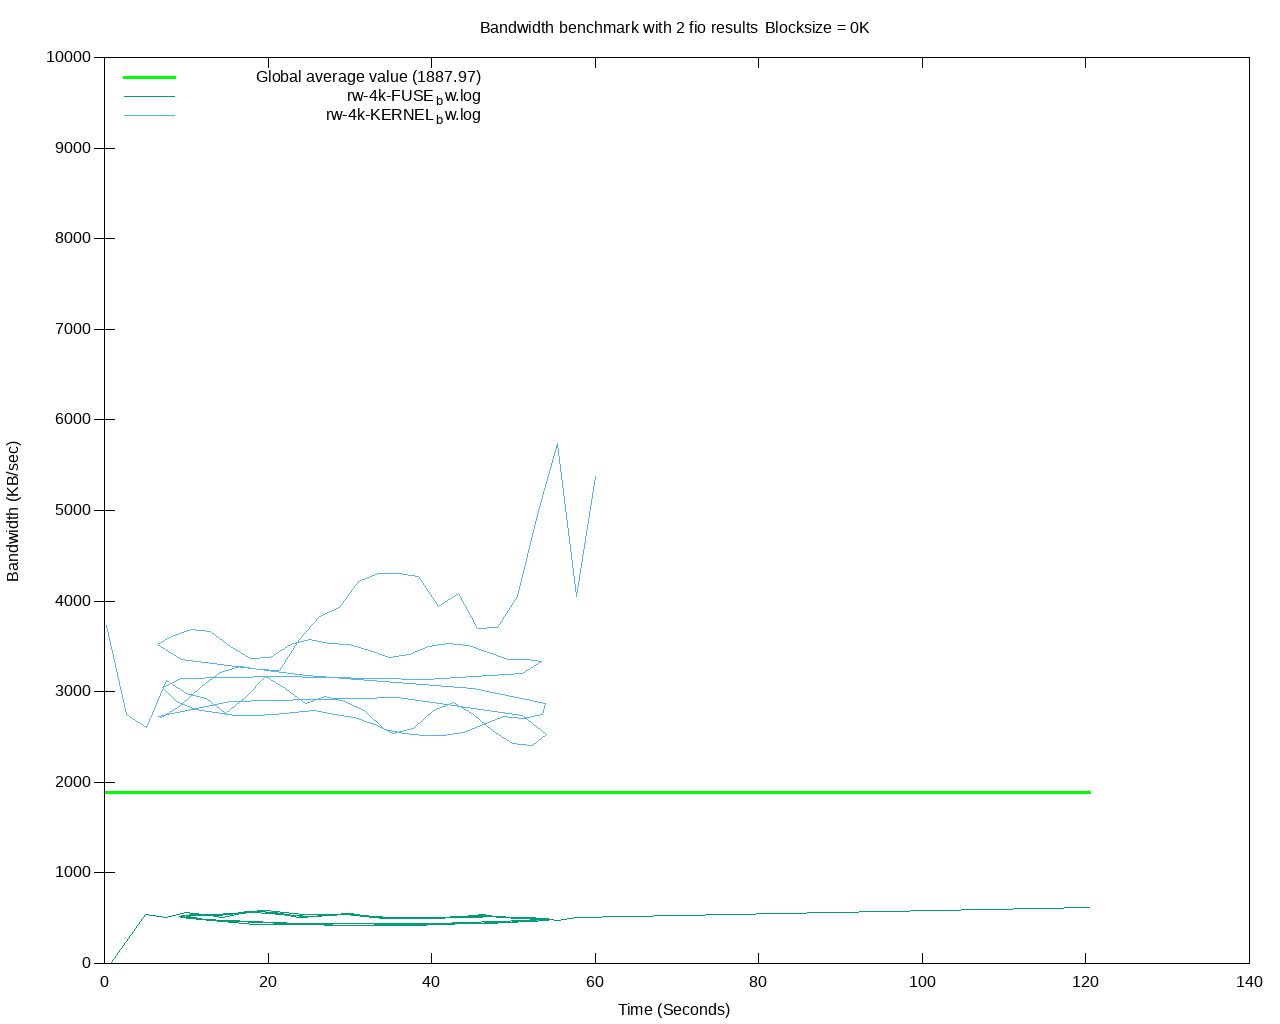 Bandwidth benchmark with 2 fio results Blocksize = 0K
10000
9000
8000
7000
6000
5000
4000
3000
2000
1000
0
Global average value (1887.97)
rw-4k-FUSEbw.log
rw-4k-KERNELbw.log
Bandwidth (KB/sec)
0 20 40 60 80 100 120 140
Time (Seconds)